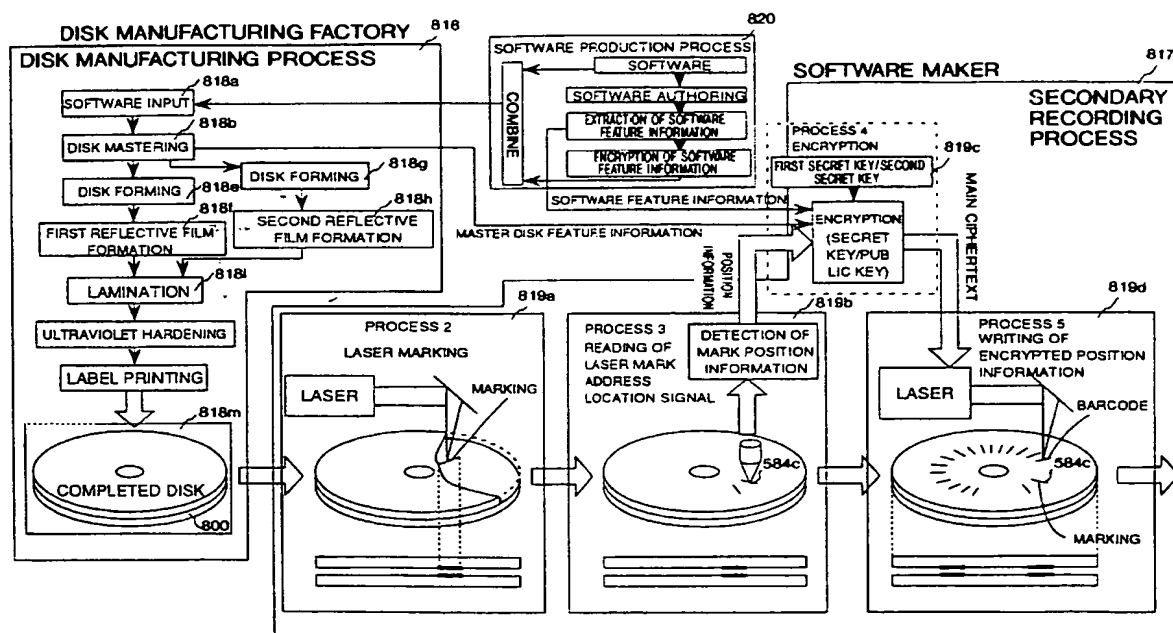 DISK MANUFACTURING FACTORY
818
DISK MANUFACTURING PROCESS
818a
SOFTWARE INPUT
818b
DISK MASTERING
818g
DISK FORMING
818e
DISK FORMING
818f
818h
FIRST REFLECTIVE FILM
FORMATION
SECOND REFLECTIVE
FILM FORMATION
818i
LAMINATION
ULTRAVIOLET HARDENING
LABEL PRINTING
818m
COMPLETED DISK
800
820
SOFTWARE PRODUCTION PROCESS
SOFTWARE
SOFTWARE AUTHORING
EXTRACTION OF SOFTWARE
FEATURE INFORMATION
ENCRYPTION OF SOFTWARE
FEATURE INFORMATION
COMBINE
SOFTWARE FEATURE INFORMATION
MASTER DISK FEATURE INFORMATION
817
SOFTWARE MAKER
SECONDARY
RECORDING
PROCESS
PROCESS 4
ENCRYPTION
819c
FIRST SECRET KEY/SECOND
SECRET KEY
ENCRYPTION
(SECRET
KEY/PUB
LIC KEY)
MAIN CIPHERTEXT
POSITION
INFORMATION
819a
PROCESS 2
LASER MARKING
LASER
MARKING
819b
PROCESS 3
READING OF
LASER MARK
ADDRESS
LOCATION SIGNAL
DETECTION OF
MARK POSITION
INFORMATION
584c
819d
PROCESS 5
WRITING OF
ENCRYPTED POSITION
INFORMATION
LASER
BARCODE
584c
MARKING